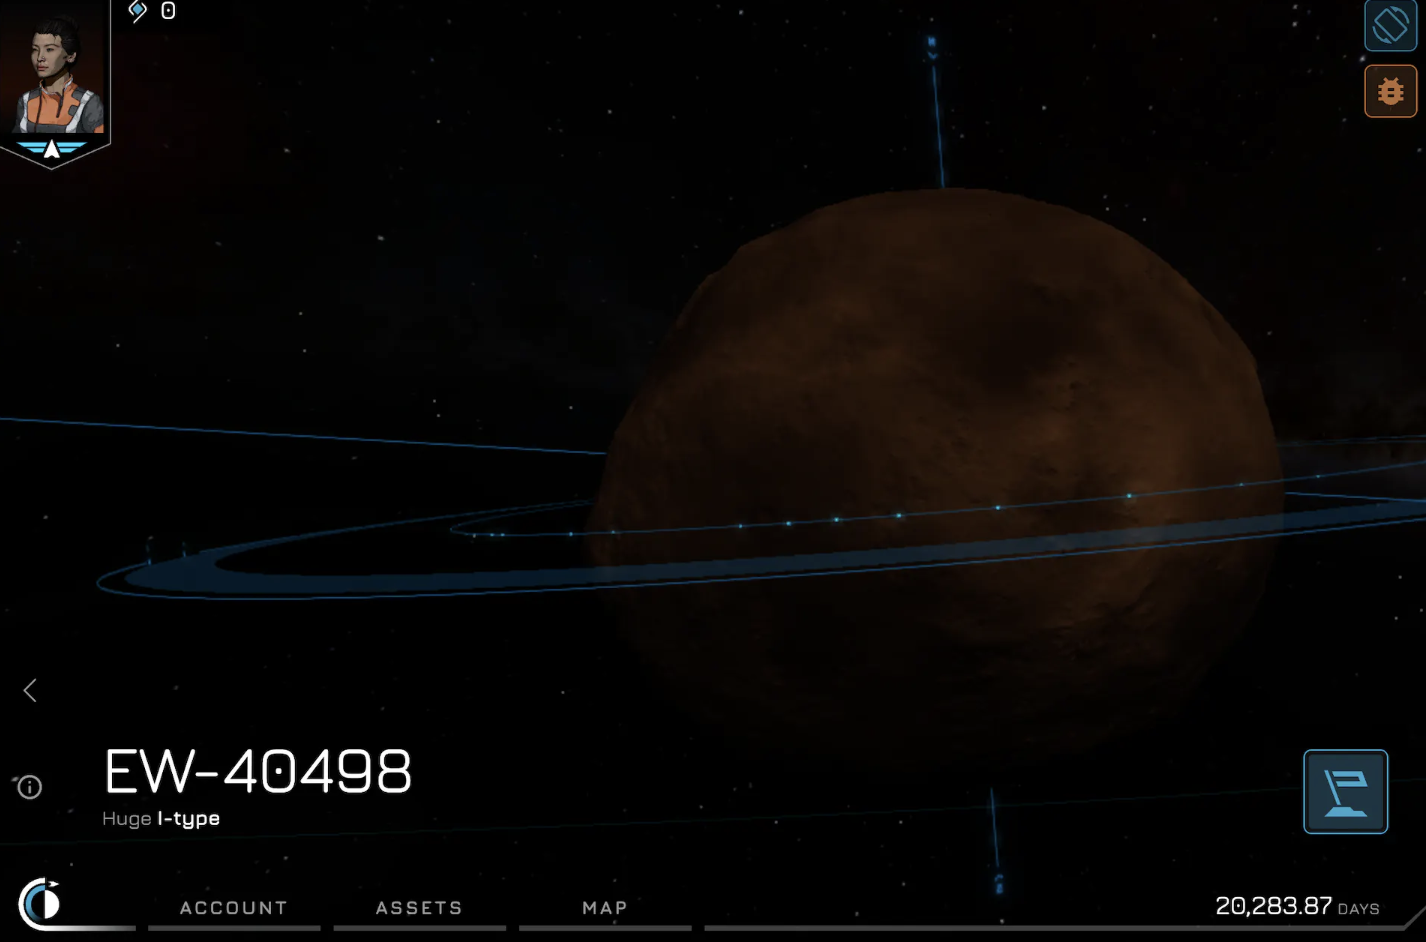 0
N
S
EW-40498
Huge I-type
ACCOUNT
ASSETS
MAP
20,283.87 DAYS